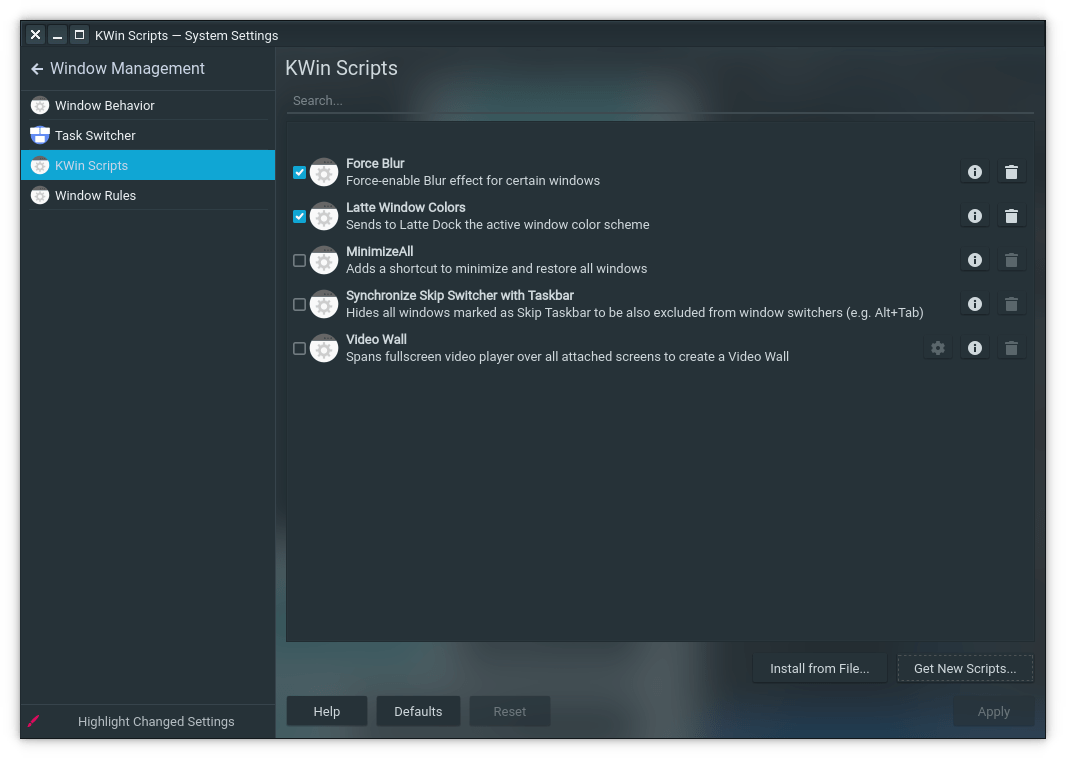 KWin Scripts — System Settings
Window Management
Window Behavior
Task Switcher
KWin Scripts
Window Rules
Highlight Changed Settings
KWin Scripts
Search...
Force Blur
Force-enable Blur effect for certain windows
Latte Window Colors
Sends to Latte Dock the active window color scheme
MinimizeAll
Adds a shortcut to minimize and restore all windows
Synchronize Skip Switcher with Taskbar
Hides all windows marked as Skip Taskbar to be also excluded from window switchers (e.g. Alt+Tab)
Video Wall
Spans fullscreen video player over all attached screens to create a Video Wall
Install from File...
Get New Scripts...
Help
Defaults
Reset
Apply